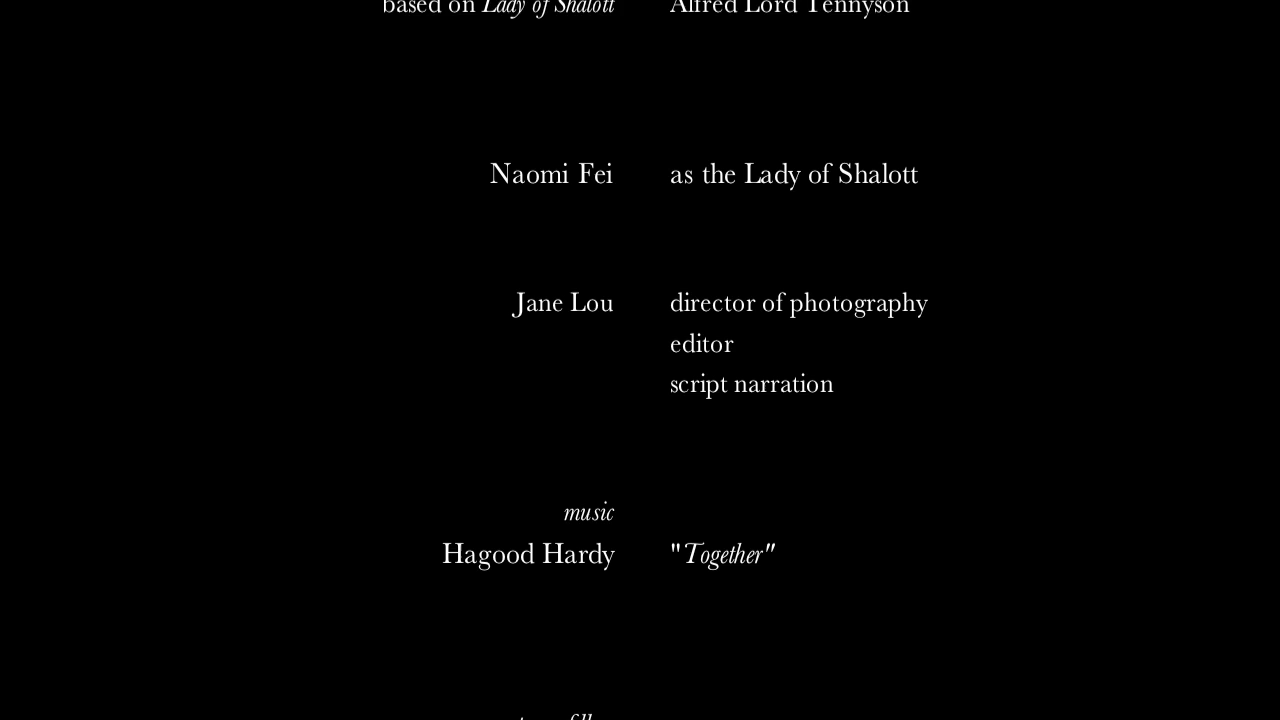 based on Lady of Shalott Alfred Lord Tennyson
Naomi Fei as the Lady of Shalott
Jane Lou director of photography
editor
script narration
music
Hagood Hardy "Together"